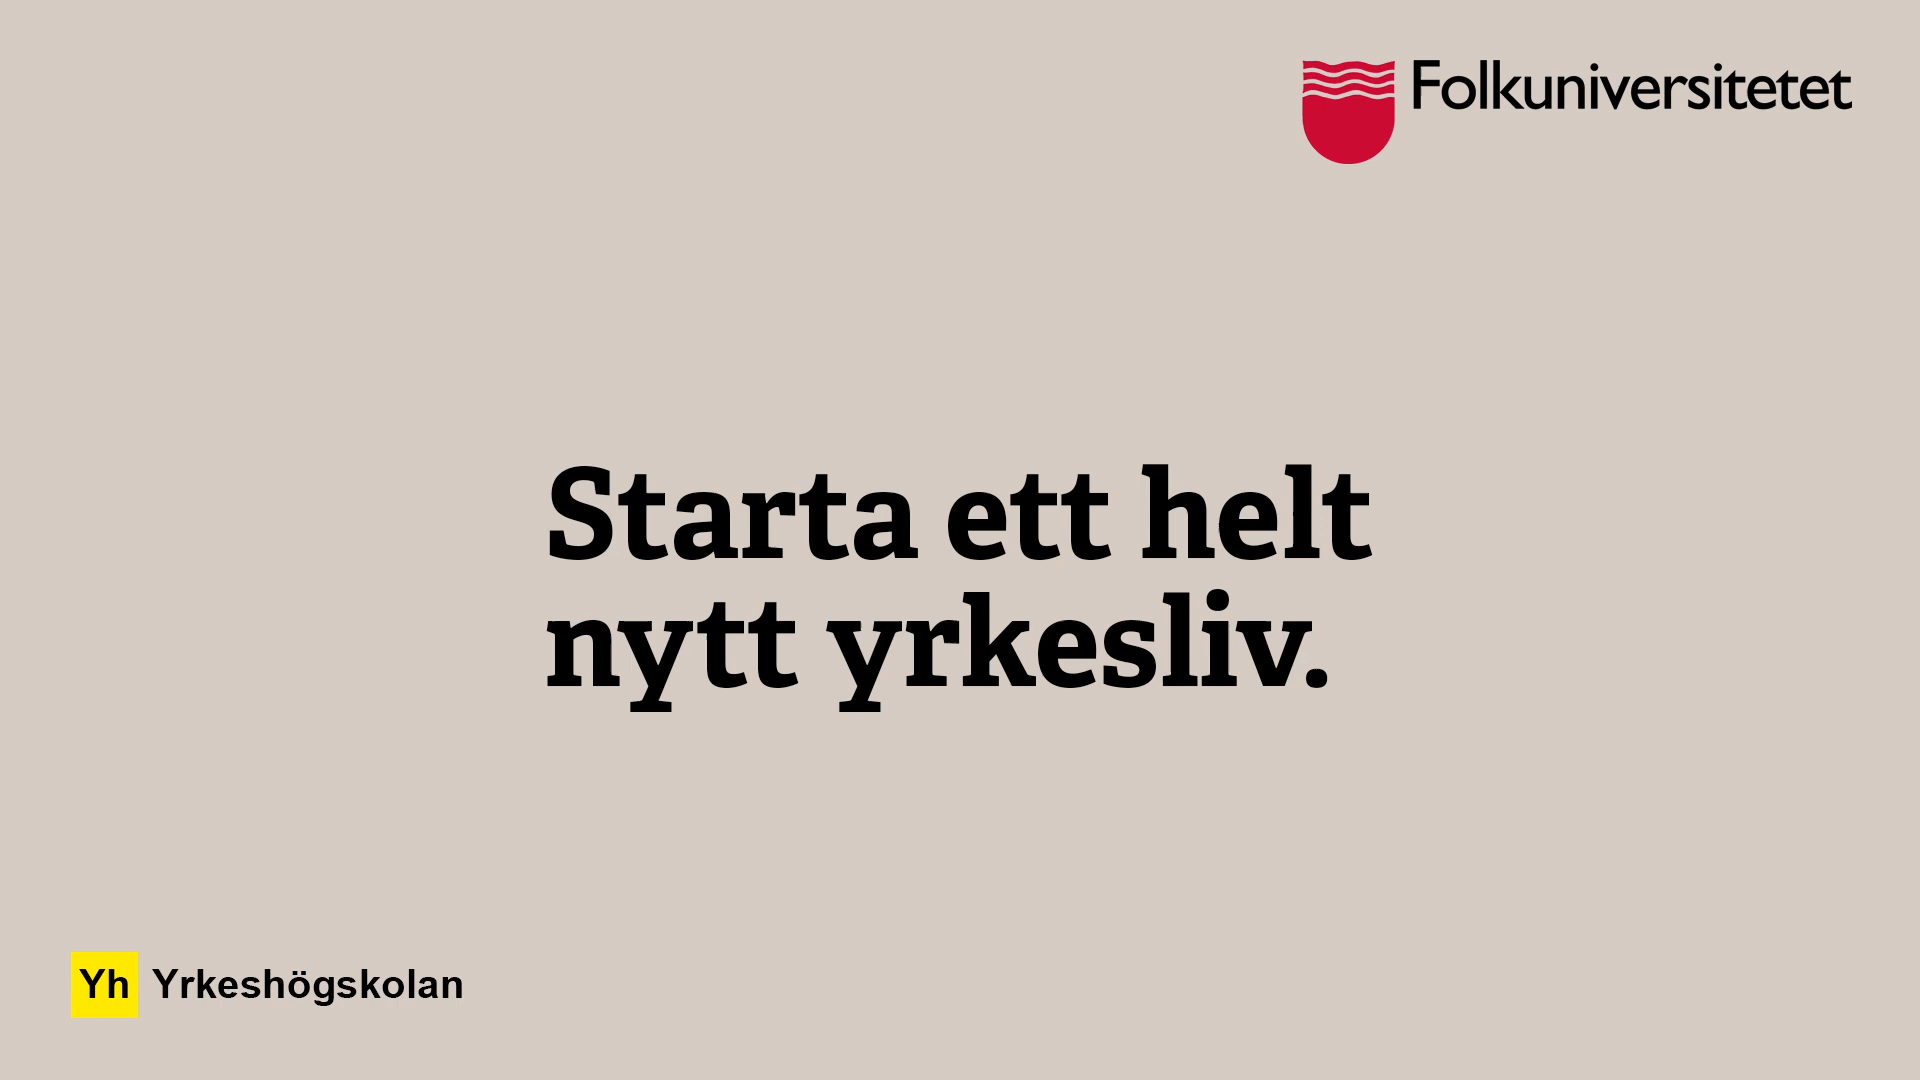 Folkuniversitetet
Starta ett helt
nytt yrkesliv.
Yh Yrkeshögskolan